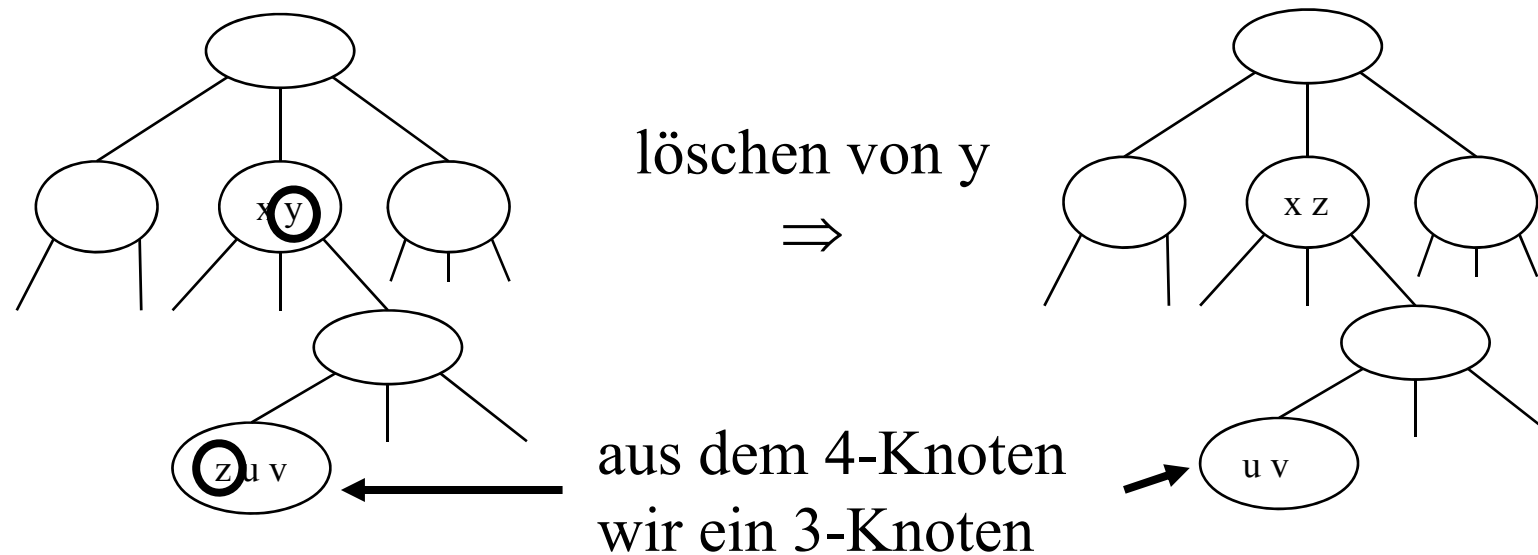 löschen von y
⇒
x y
x z
z u v
aus dem 4-Knoten
wir ein 3-Knoten
u v